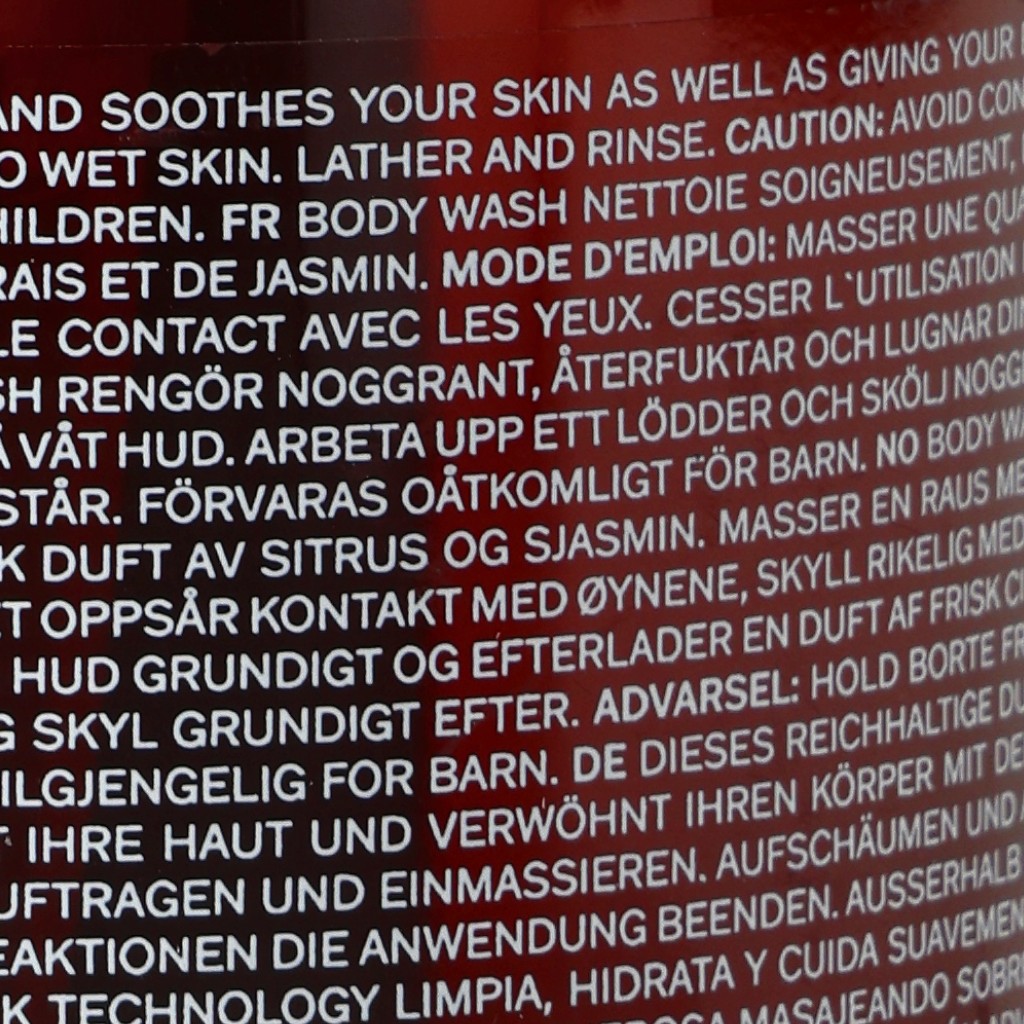 AND SOOTHES YOUR SKIN AS WELL AS GIVING YOUR
O WET SKIN. LATHER AND RINSE. CAUTION: AVOID CON
HILDREN. FR BODY WASH NETTOIE SOIGNEUSEMENT,
RAIS ET DE JASMIN. MODE D'EMPLOI: MASSER UNE QUA
LE CONTACT AVEC LES YEUX. CESSER L`UTILISATION
SH RENGÖR NOGGRANT, ÅTERFUKTAR OCH LUGNAR DIN
Å VÅT HUD. ARBETA UPP ETT LÖDDER OCH SKÖLJ NOGG
STÅR. FÖRVARAS OÅTKOMLIGT FÖR BARN. NO BODY WA
K DUFT AV SITRUS OG SJASMIN. MASSER EN RAUS ME
ET OPPSÅR KONTAKT MED ØYNENE, SKYLL RIKELIG MED
HUD GRUNDIGT OG EFTERLADER EN DUFT AF FRISK CI
G SKYL GRUNDIGT EFTER. ADVARSEL: HOLD BORTE FR
ILGJENGELIG FOR BARN. DE DIESES REICHHALTIGE DU
IHRE HAUT UND VERWÖHNT IHREN KÖRPER MIT DE
UFTRAGEN UND EINMASSIEREN. AUFSCHÄUMEN UND A
EAKTIONEN DIE ANWENDUNG BEENDEN. AUSSERHALB
K TECHNOLOGY LIMPIA, HIDRATA Y CUIDA SUAVEMEN
MASAJEANDO SOBRE